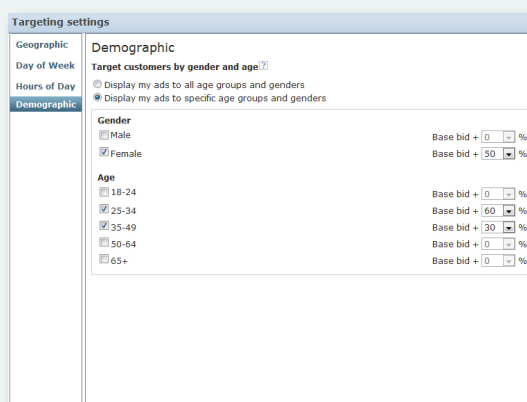 Targeting settings
Geographic
Day of Week
Hours of Day
Demographic
Demographic
Target customers by gender and age ?
Display my ads to all age groups and genders
Display my ads to specific age groups and genders
Gender
Male Base bid + 0 %
Female Base bid + 50 %
Age
18-24 Base bid + 0 %
25-34 Base bid + 60 %
35-49 Base bid + 30 %
50-64 Base bid + 0 %
65+ Base bid + 0 %